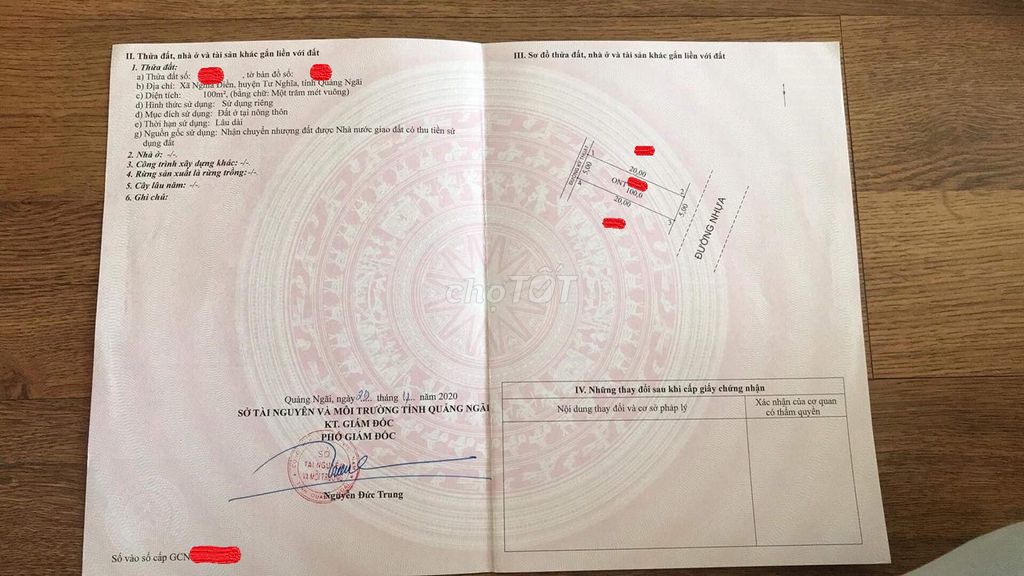 II. Thửa đất, nhà ở và tài sản khác gắn liền với đất
1. Thửa đất:
a) Thửa đất số: , tờ bản đồ số:
b) Địa chỉ: Xã Nghĩa Điền, huyện Tư Nghĩa, tỉnh Quảng Ngãi
c) Diện tích: 100m², (bằng chữ: Một trăm mét vuông)
d) Hình thức sử dụng: Sử dụng riêng
đ) Mục đích sử dụng: Đất ở tại nông thôn
e) Thời hạn sử dụng: Lâu dài
g) Nguồn gốc sử dụng: Nhận chuyển nhượng đất được Nhà nước giao đất có thu tiền sử
dụng đất
2. Nhà ở: -/-.
3. Công trình xây dựng khác: -/-.
4. Rừng sản xuất là rừng trồng:-/-.
5. Cây lâu năm: -/-.
6. Ghi chú:
Quảng Ngãi, ngày tháng năm 2020
SỞ TÀI NGUYÊN VÀ MÔI TRƯỜNG TỈNH QUẢNG NGÃI
KT. GIÁM ĐỐC
PHÓ GIÁM ĐỐC
SỞ
TÀI NGUYÊN
VÀ MÔI TRƯỜNG
Nguyễn Đức Trung
Số vào sổ cấp GCN
III. Sơ đồ thửa đất, nhà ở và tài sản khác gắn liền với đất
ĐƯỜNG KỸ THUẬT
1
20,00
5,00
ONT
100,0
2
4
20,00
5,00
3
ĐƯỜNG NHỰA
choTỐT
IV. Những thay đổi sau khi cấp giấy chứng nhận
Nội dung thay đổi và cơ sở pháp lý
Xác nhận của cơ quan
có thẩm quyền